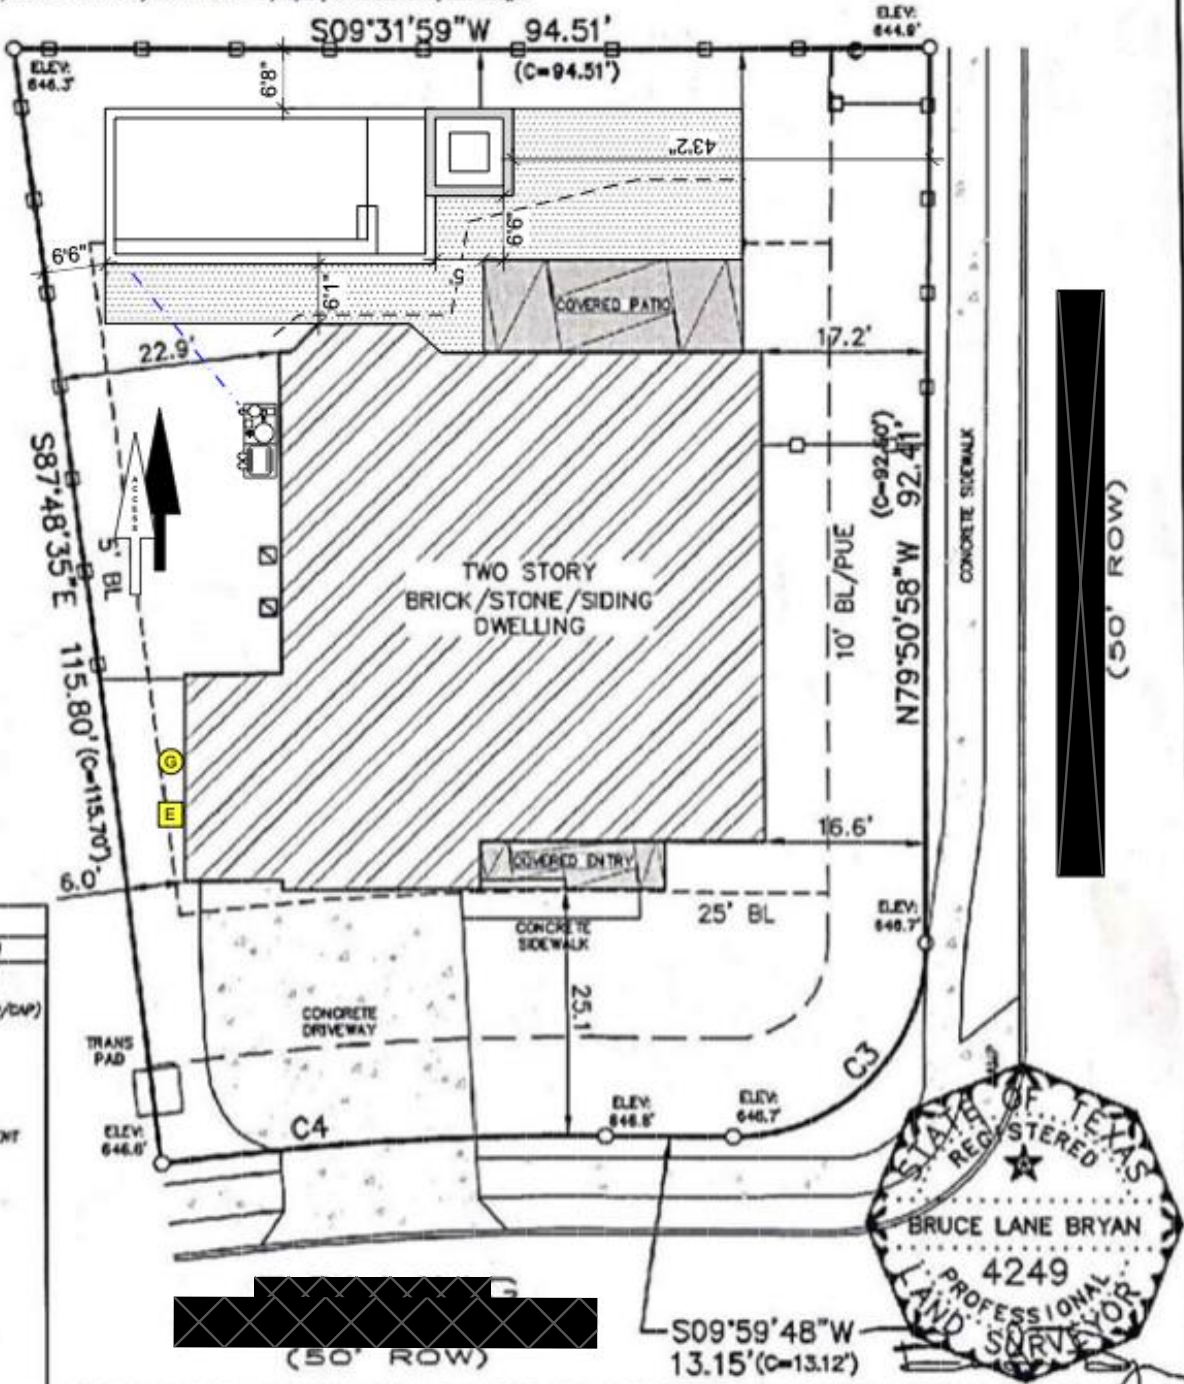 S09°31'59"W 94.51'
(C=94.51')
ELEV:
644.9'
ELEV:
646.3'
6'8"
43'2"
6'9"
6'9"
5'
6'1"
COVERED PATIO
17.2'
22.9'
S87°48'35"E 115.80' (C=115.70')
ACCESS
5' BL
TWO STORY
BRICK/STONE/SIDING
DWELLING
10' BL/PUE
N79°50'58"W 92.41'
(C=92.60')
CONCRETE SIDEWALK
(50' ROW)
G
E
16.6'
COVERED ENTRY
6.0'
25' BL
CONCRETE
SIDEWALK
ELEV:
646.7'
/CAP)
CONCRETE
DRIVEWAY
25.1
TRANS
PAD
C3
ELEV:
646.8'
ELEV:
646.7'
ELEV:
646.6'
C4
STATE OF TEXAS
REGISTERED
BRUCE LANE BRYAN
4249
PROFESSIONAL
LAND SURVEYOR
S09°59'48"W
13.15'(C=13.12')
(50' ROW)